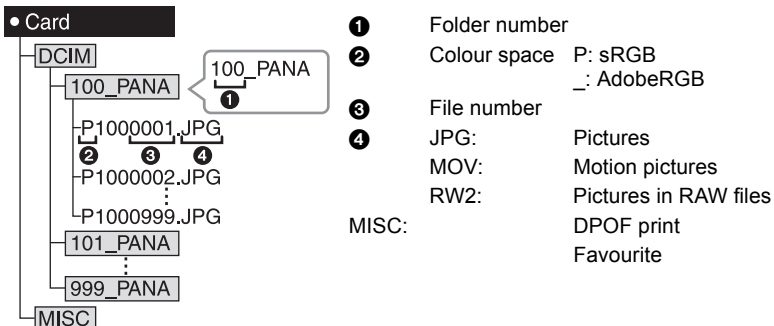 ● Card
DCIM
100_PANA
100_PANA
❶
P1000001.JPG
❷ ❸ ❹
P1000002.JPG
P1000999.JPG
101_PANA
999_PANA
MISC
❶ Folder number
❷ Colour space P: sRGB
_: AdobeRGB
❸ File number
❹ JPG: Pictures
MOV: Motion pictures
RW2: Pictures in RAW files
MISC: DPOF print
Favourite